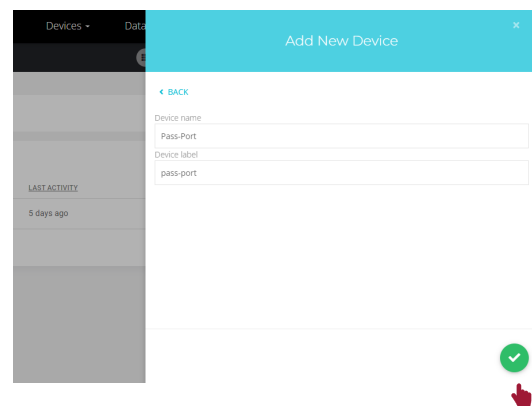 Devices
Data
Add New Device
×
BACK
Device name
Pass-Port
Device label
pass-port
LAST ACTIVITY
5 days ago